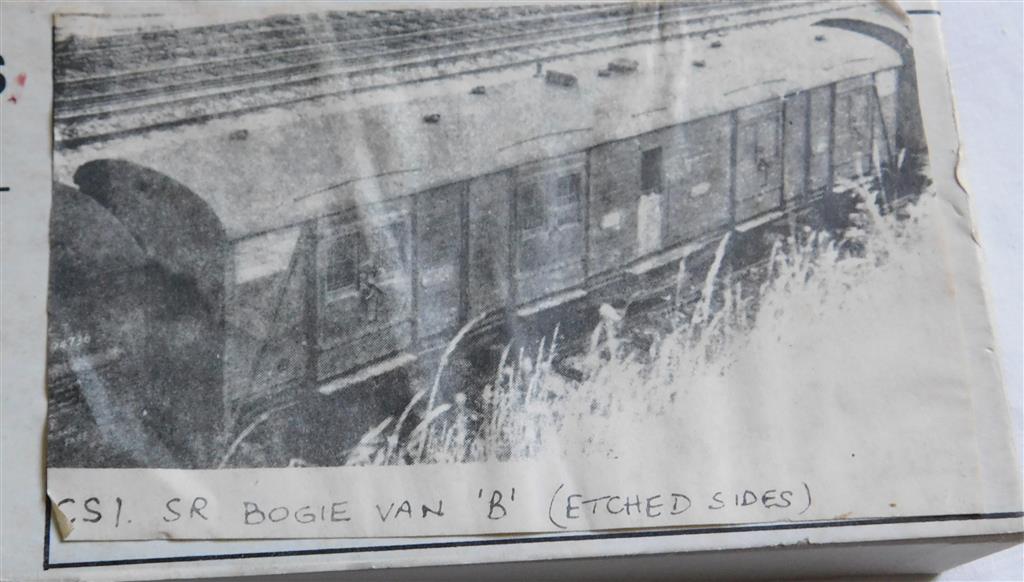 CS1. SR BOGIE VAN 'B' (ETCHED SIDES)